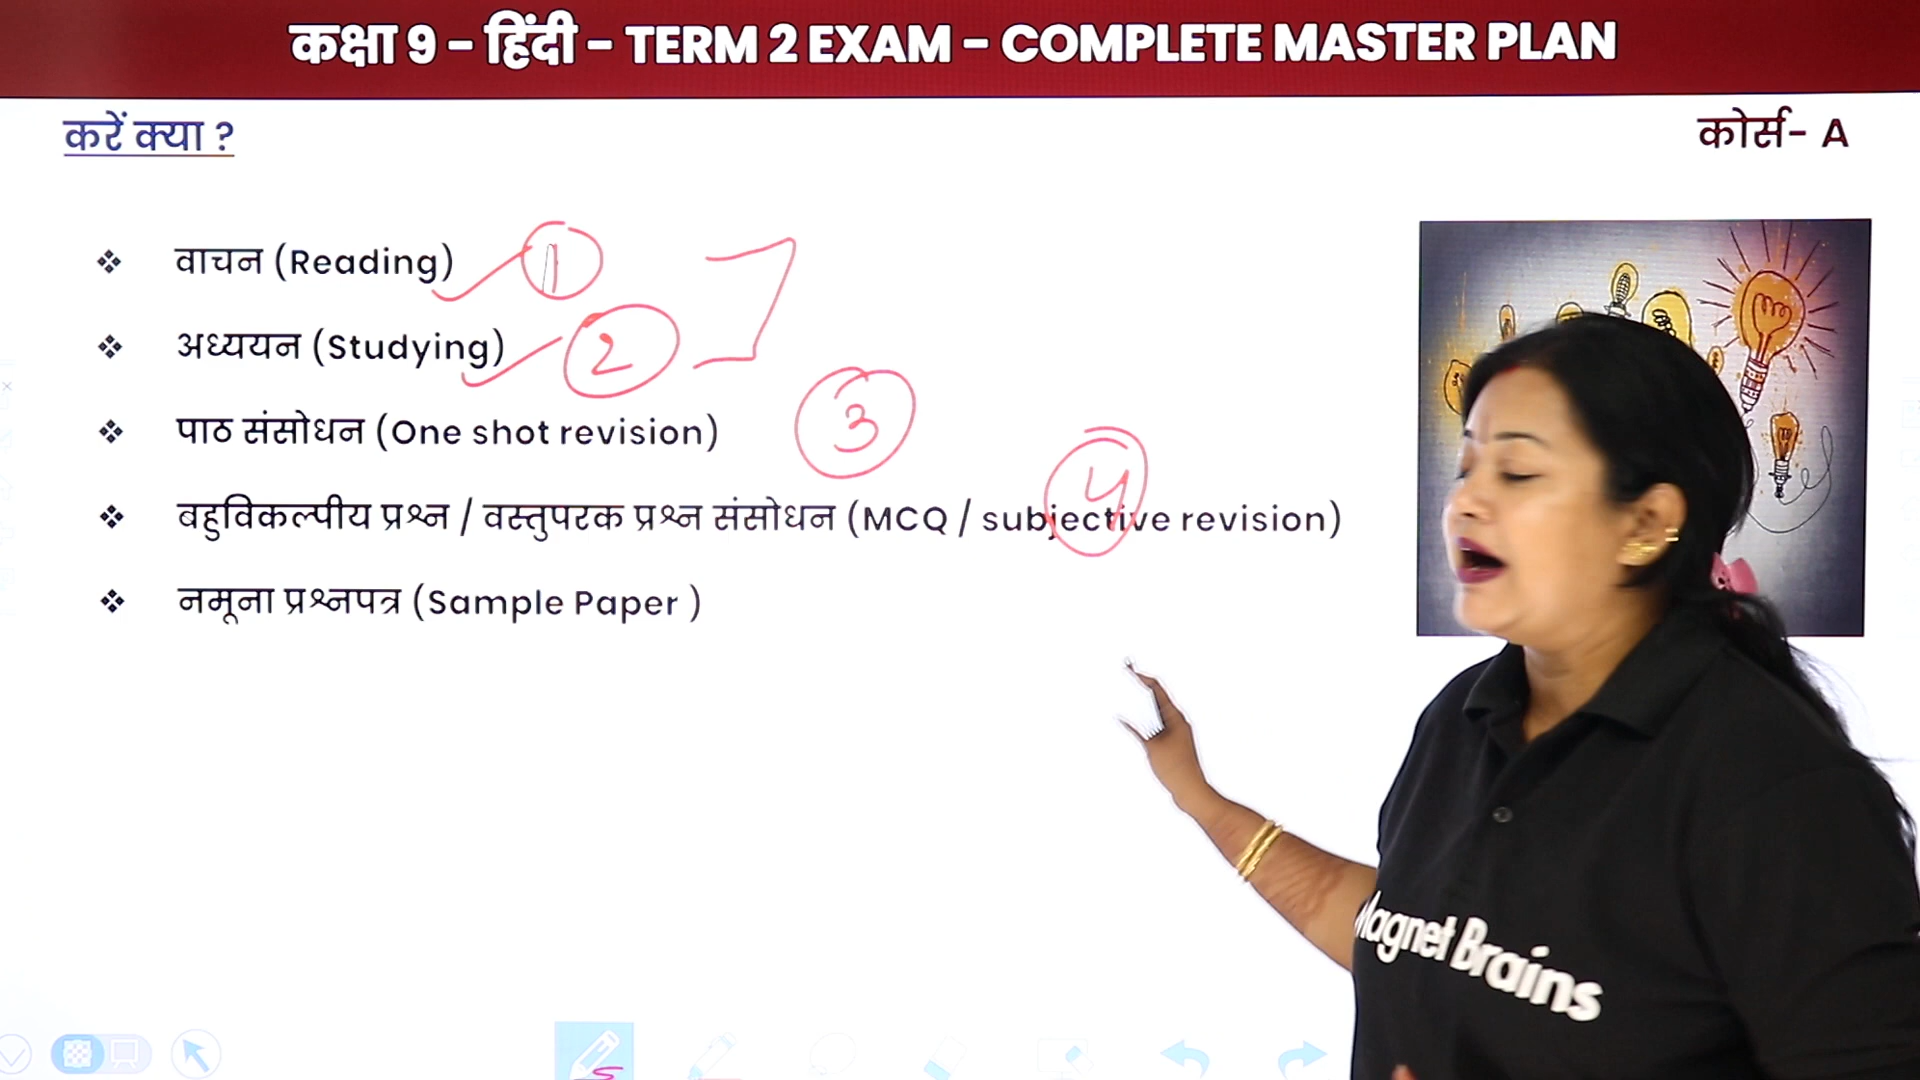 कक्षा 9 - हिंदी - TERM 2 EXAM - COMPLETE MASTER PLAN
करें क्या ?
कोर्स- A
वाचन (Reading) 1
अध्ययन (Studying) 2
पाठ संसोधन (One shot revision) 3
4
बहुविकल्पीय प्रश्न / वस्तुपरक प्रश्न संसोधन (MCQ / subjective revision)
नमूना प्रश्नपत्र (Sample Paper )
Magnet Brains